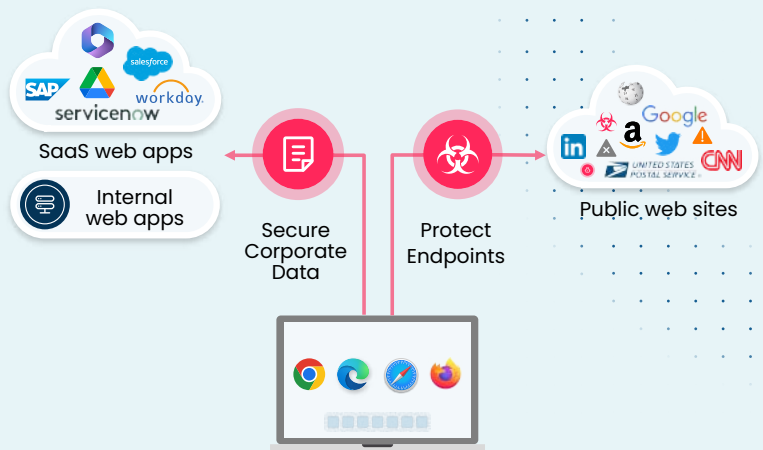 salesforce
SAP
workday.
servicenow
SaaS web apps
Internal
web apps
Secure
Corporate
Data
Protect
Endpoints
Google
a
in
UNITED STATES
POSTAL SERVICE
CNN
Public web sites